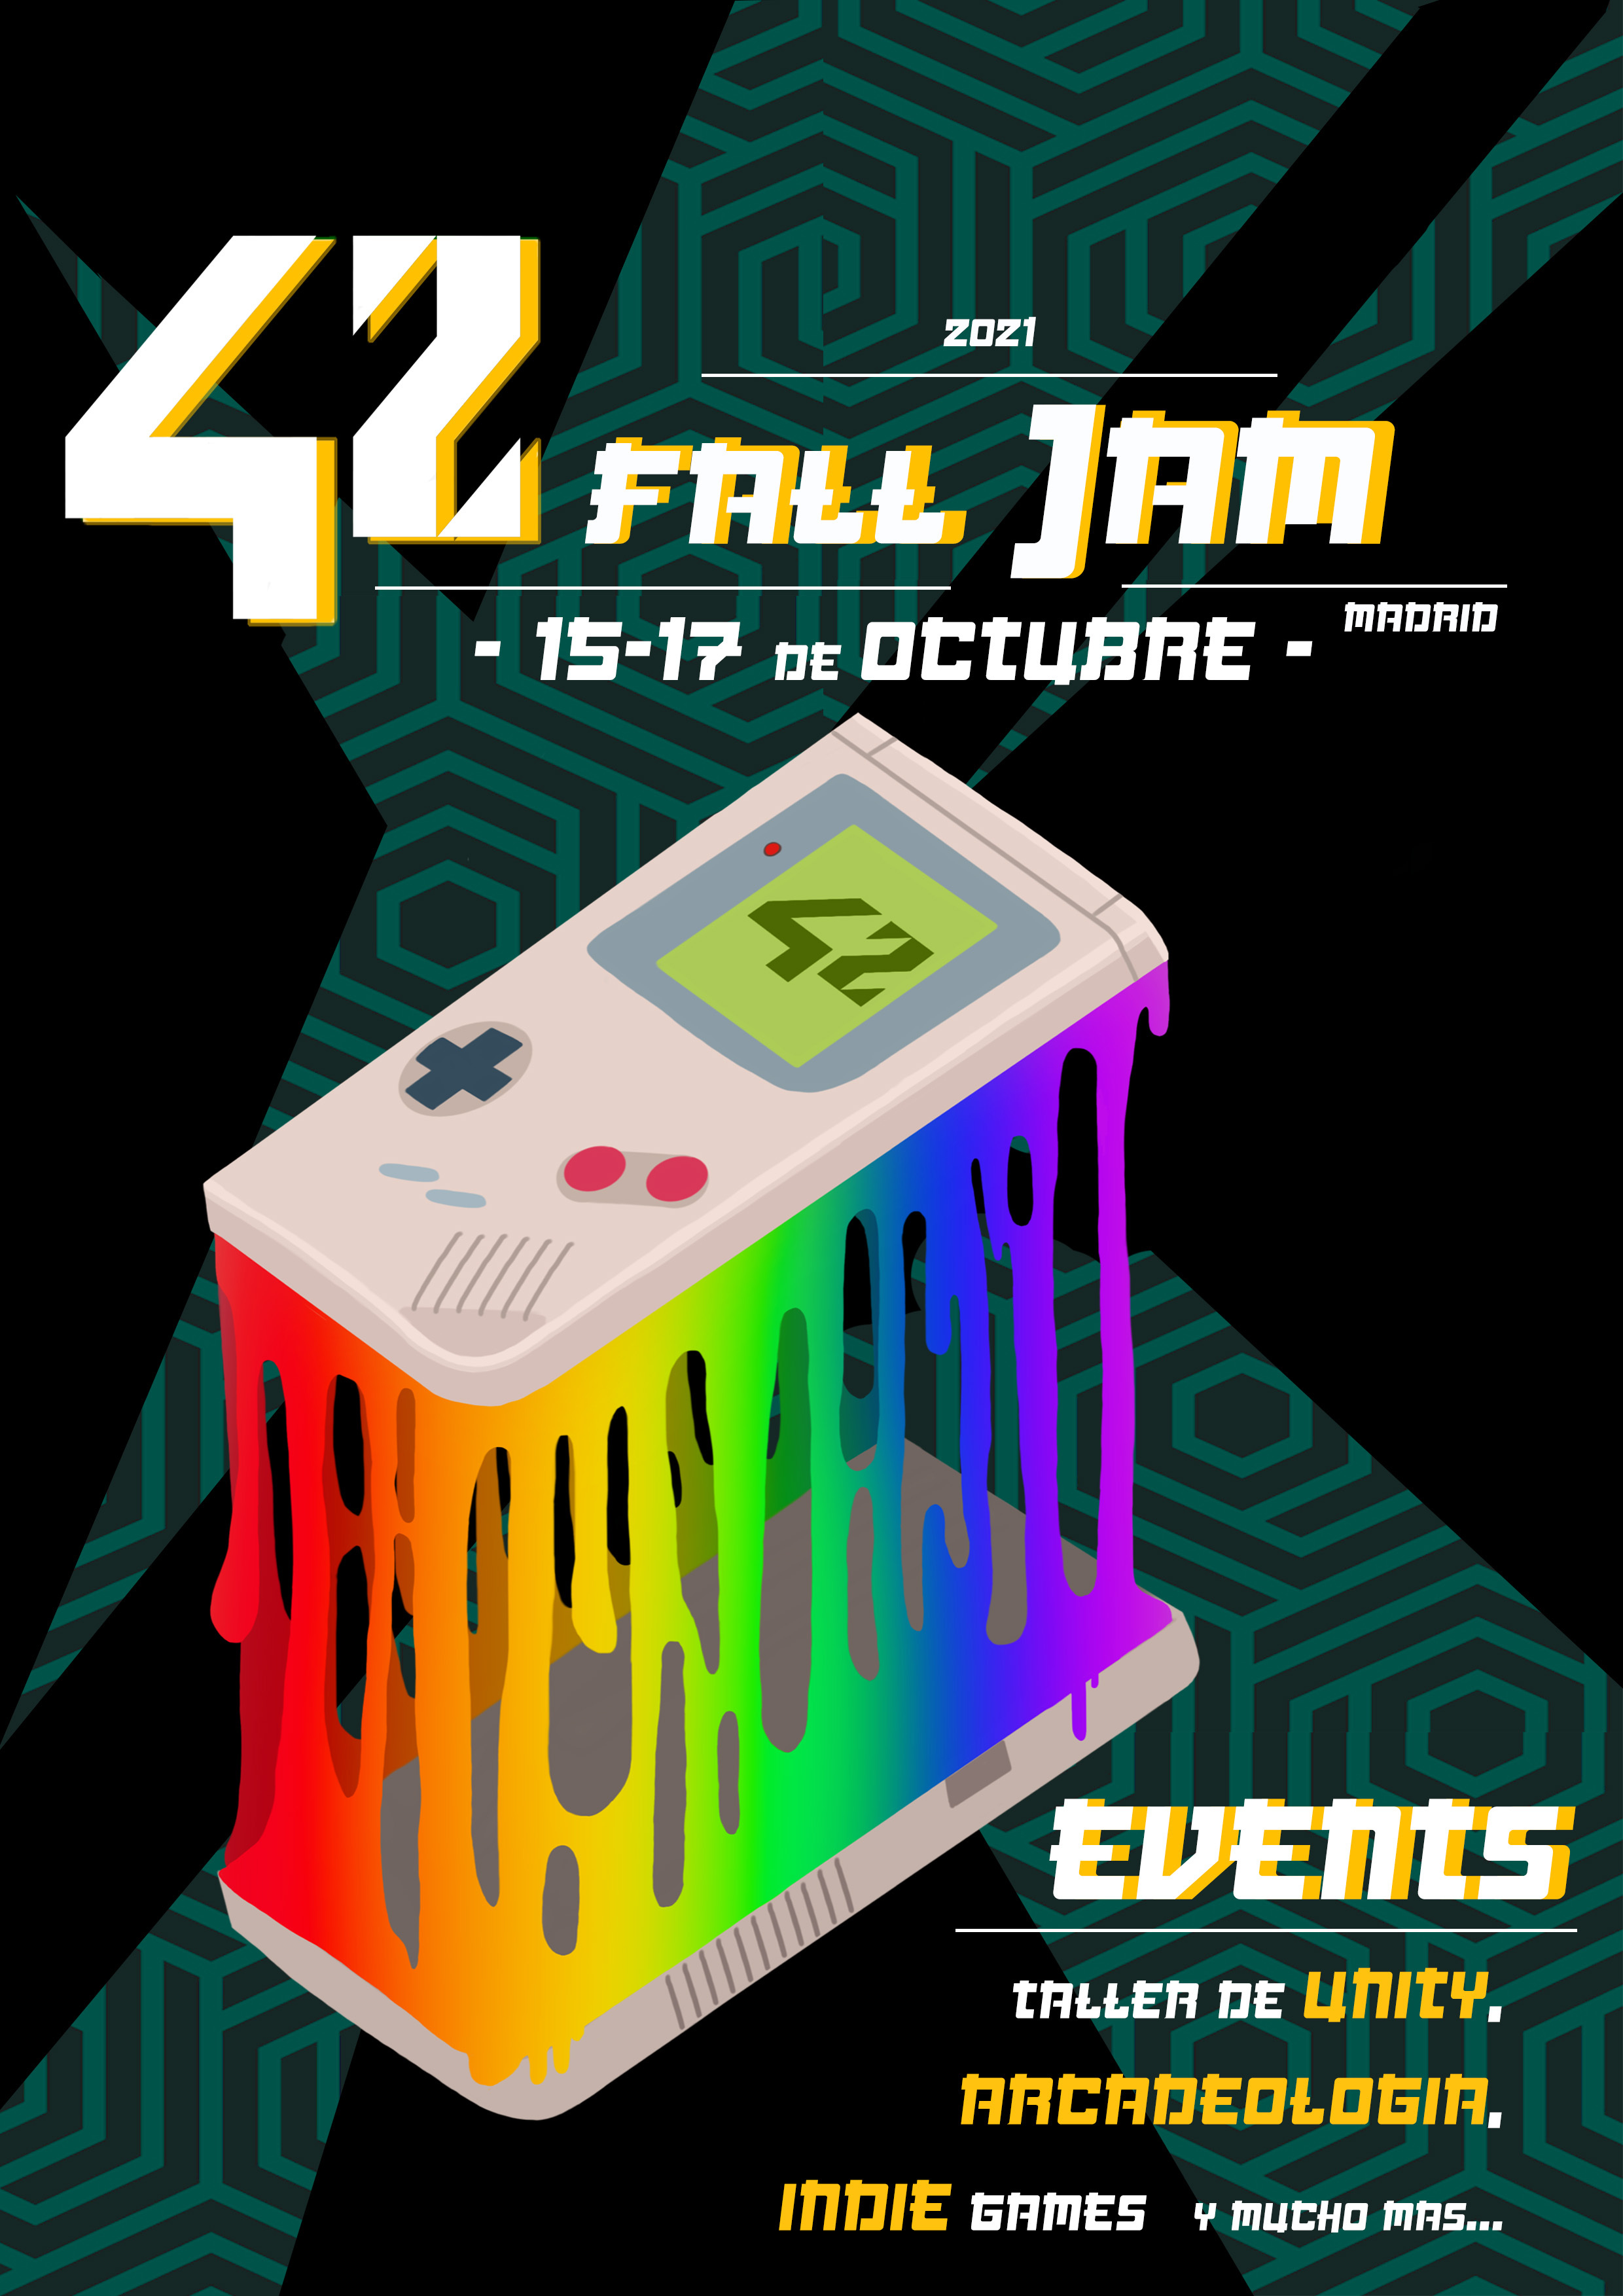 42
2021
FALL JAM
- 15-17 DE OCTUBRE -
MADRID
42
EVENTS
TALLER DE UNITY,
ARCADEOLOGIA,
INDIE GAMES Y MUCHO MAS...